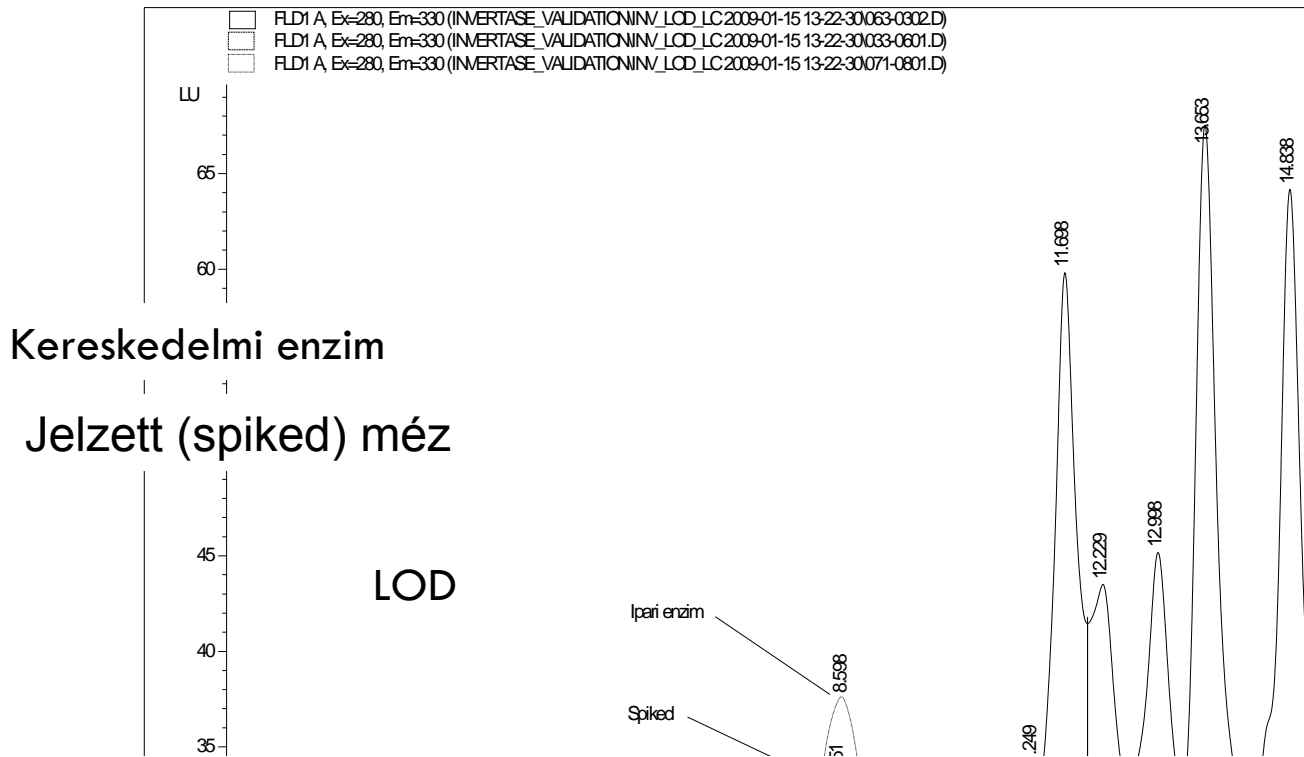 FLD1 A, Ex=280, Em=330 (INVERTASE_VALIDATION\INV_LOD_LC 2009-01-15 13-22-30\063-0302.D)
FLD1 A, Ex=280, Em=330 (INVERTASE_VALIDATION\INV_LOD_LC 2009-01-15 13-22-30\033-0601.D)
FLD1 A, Ex=280, Em=330 (INVERTASE_VALIDATION\INV_LOD_LC 2009-01-15 13-22-30\071-0801.D)
LU
13.653
14.838
65
11.698
60
Kereskedelmi enzim
Jelzett (spiked) méz
12.998
12.229
45
LOD
Ipari enzim
40
8.598
Spiked
.249
35